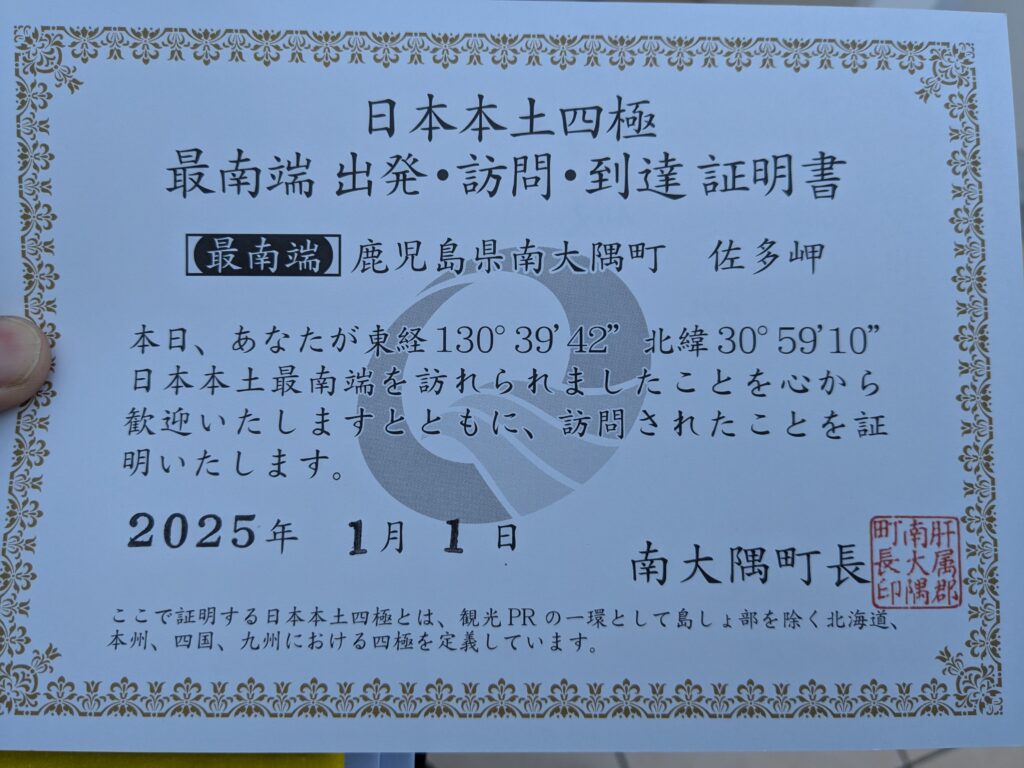 日本本土四極
最南端 出発・訪問・到達 証明書
最南端 鹿児島県南大隅町 佐多岬
本日、あなたが東経130°39'42” 北緯30°59'10”
日本本土最南端を訪れられましたことを心から
歓迎いたしますとともに、訪問されたことを証
明いたします。
2025年 1月 1日
南大隅町長
肝属郡
南大隅
町長印
ここで証明する日本本土四極とは、観光PRの一環として島しょ部を除く北海道、
本州、四国、九州における四極を定義しています。